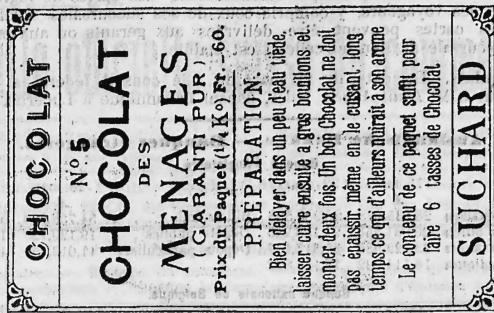 CHOCOLAT
No 5
CHOCOLAT
DES
MENAGES
(GARANTI PUR)
Prix du Paquet (1/4 Ko) Fr. -60.
PRÉPARATION.
Bien délayer dans un peu d'eau tiède,
laisser cuire ensuite à gros bouillons et
monter deux fois. Un bon Chocolat ne doit
pas épaissir, même en le cuisant long-
temps, ce qui d'ailleurs nuirait à son arome
Le contenu de ce paquet suffit pour
faire 6 tasses de Chocolat
SUCHARD